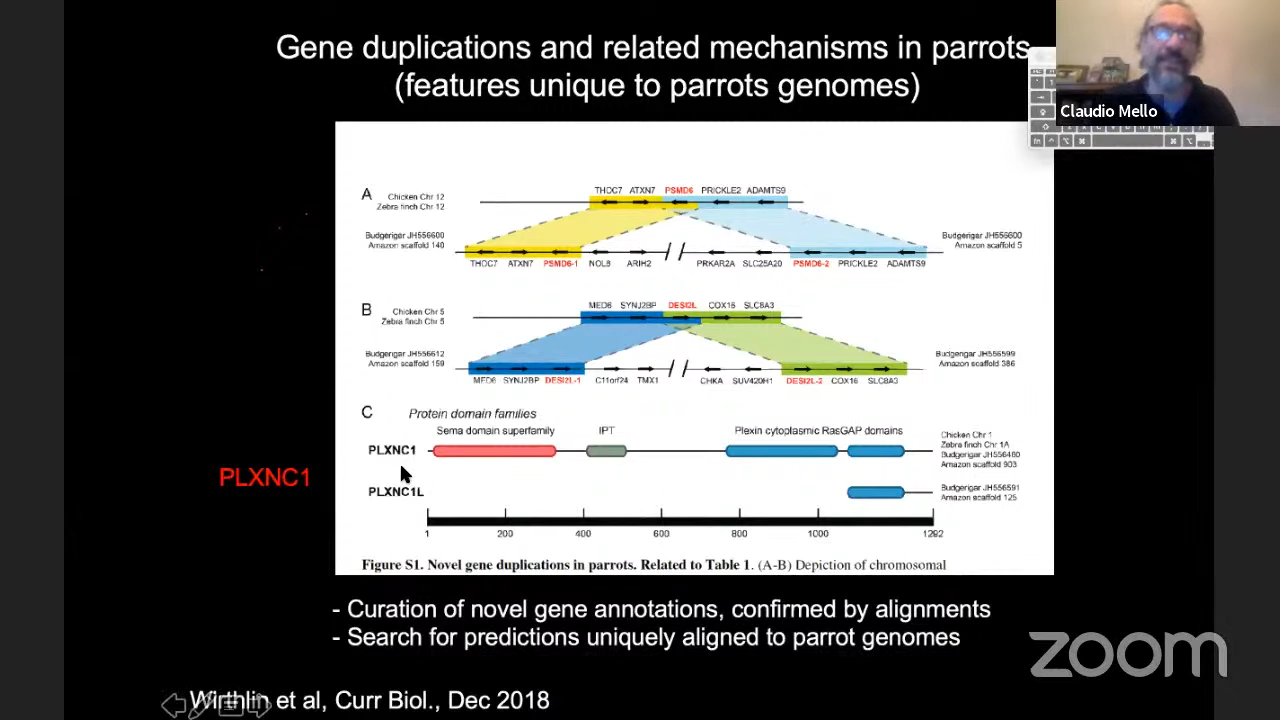 Gene duplications and related mechanisms in parrots
(features unique to parrots genomes)
Claudio Mello
A
Chicken Chr 12
Zebra finch Chr 12
THOC7 ATXN7 PSMD6 PRICKLE2 ADAMTS9
Budgerigar JH556600
Amazon scaffold 140
Budgerigar JH556600
Amazon scaffold 5
THOC7 ATXN7 PSMD6-1 NOL8 ARIH2 PRKAR2A SLC25A20 PSMD6-2 PRICKLE2 ADAMTS9
B
Chicken Chr 5
Zebra finch Chr 5
MED6 SYNJ2BP DESI2L COX16 SLC8A3
Budgerigar JH556612
Amazon scaffold 159
Budgerigar JH556599
Amazon scaffold 386
MED6 SYNJ2BP DESI2L-1 C11orf24 TMX1 CHKA SUV420H1 DESI2L-2 COX16 SLC8A3
C
Protein domain families
Sema domain superfamily IPT Plexin cytoplasmic RasGAP domains
PLXNC1
Chicken Chr 1
Zebra finch Chr 1A
Budgerigar JH556480
Amazon scaffold 903
PLXNC1
PLXNC1L
Budgerigar JH556591
Amazon scaffold 125
1 200 400 600 800 1000 1292
Figure S1. Novel gene duplications in parrots. Related to Table 1. (A-B) Depiction of chromosomal
- Curation of novel gene annotations, confirmed by alignments
- Search for predictions uniquely aligned to parrot genomes
zoom
Wirthlin et al, Curr Biol., Dec 2018